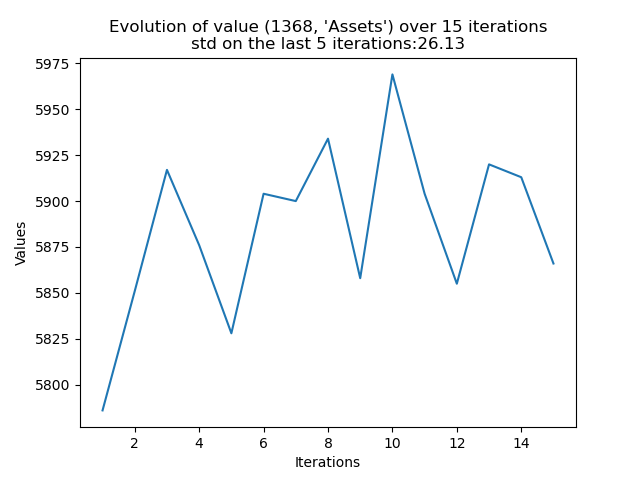 Evolution of value (1368, 'Assets') over 15 iterations
std on the last 5 iterations:26.13
5975
5950
5925
5900
5875
5850
5825
5800
Values
2 4 6 8 10 12 14
Iterations